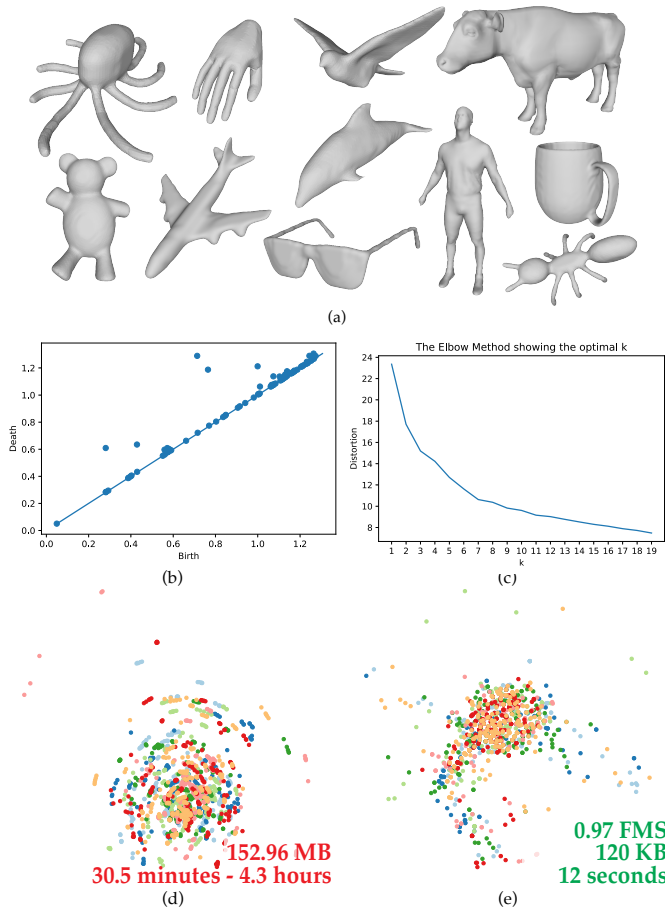 (a)
1.2
1.0
0.8
0.6
0.4
0.2
0.0
Death
0.0 0.2 0.4 0.6 0.8 1.0 1.2
Birth
(b)
The Elbow Method showing the optimal k
24
22
20
18
16
14
12
10
8
Distortion
1 2 3 4 5 6 7 8 9 10 11 12 13 14 15 16 17 18 19
k
(c)
152.96 MB
30.5 minutes - 4.3 hours
(d)
0.97 FMS
120 KB
12 seconds
(e)